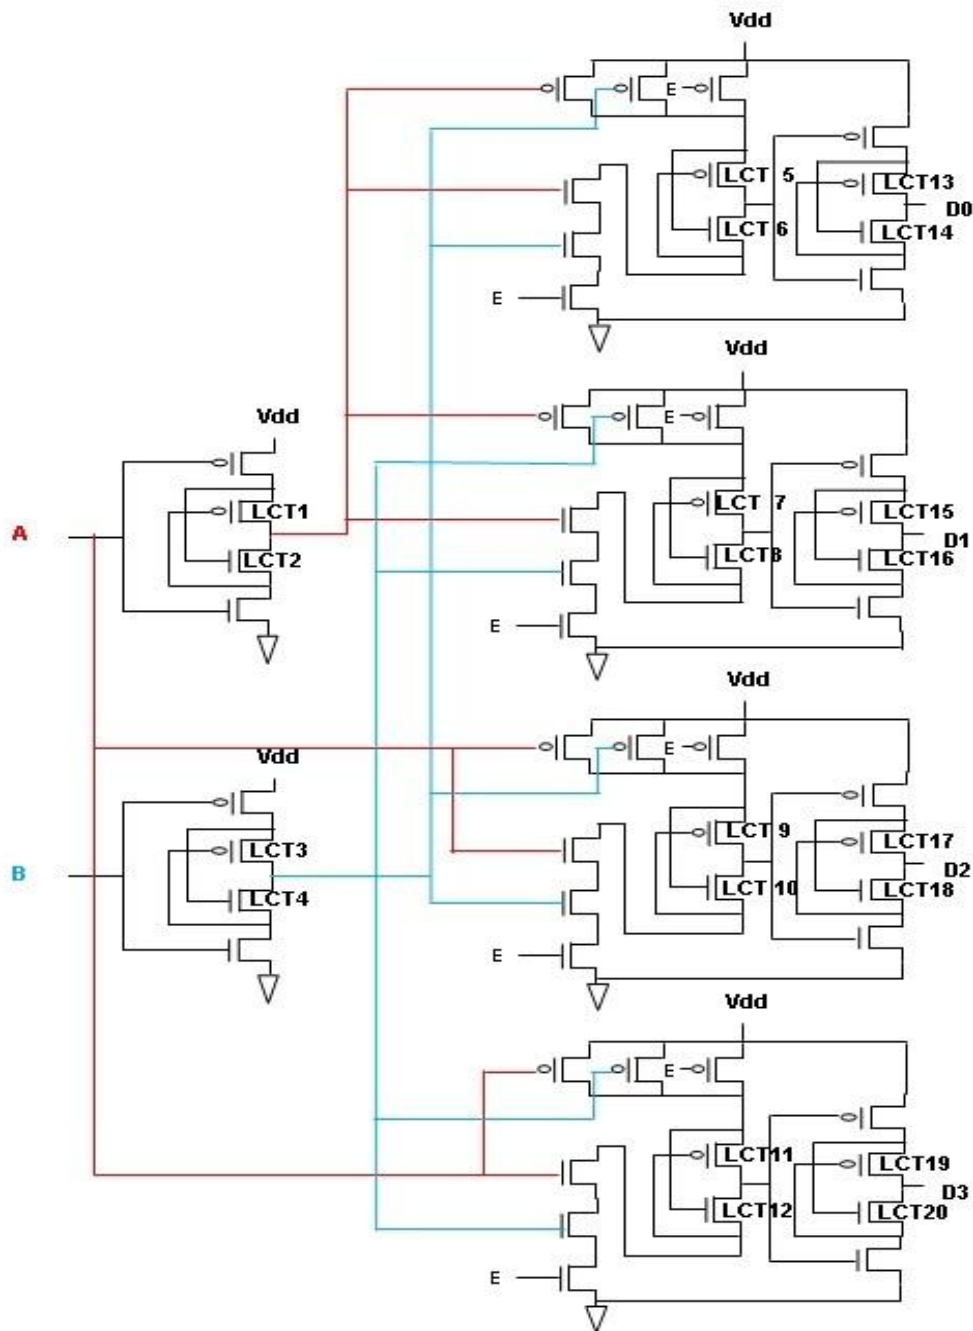 Vdd
E
LCT 5
LCT13
D0
LCT 6
LCT14
E
Vdd
E
Vdd
LCT 7
LCT15
A
LCT1
D1
LCT2
LCT8
LCT16
E
Vdd
E
Vdd
LCT 9
LCT17
LCT3
B
D2
LCT4
LCT 10
LCT18
E
Vdd
E
LCT11
LCT19
D3
LCT12
LCT20
E